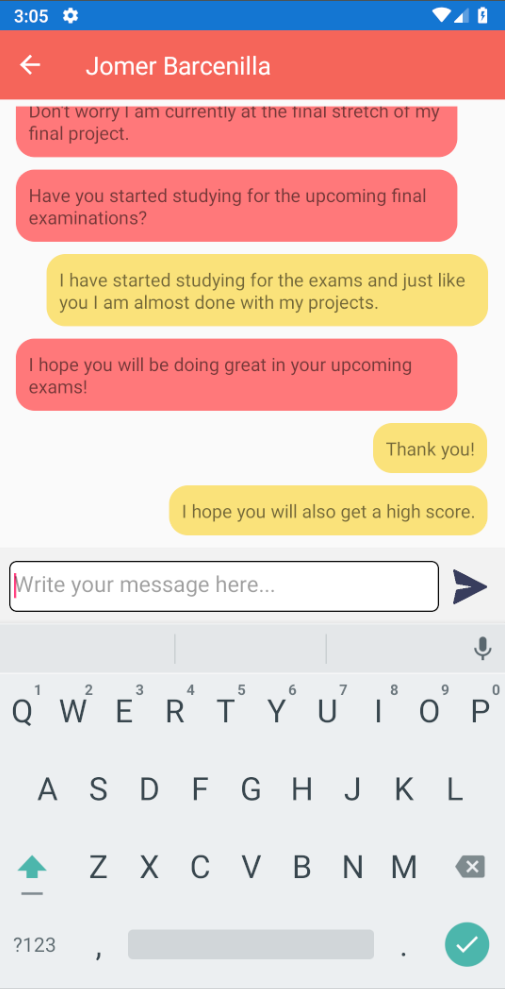 3:05
Jomer Barcenilla
Don't worry I am currently at the final stretch of my
final project.
Have you started studying for the upcoming final
examinations?
I have started studying for the exams and just like
you I am almost done with my projects.
I hope you will be doing great in your upcoming
exams!
Thank you!
I hope you will also get a high score.
Write your message here...
1 2 3 4 5 6 7 8 9 0
Q W E R T Y U I O P
A S D F G H J K L
Z X C V B N M
?123 , .